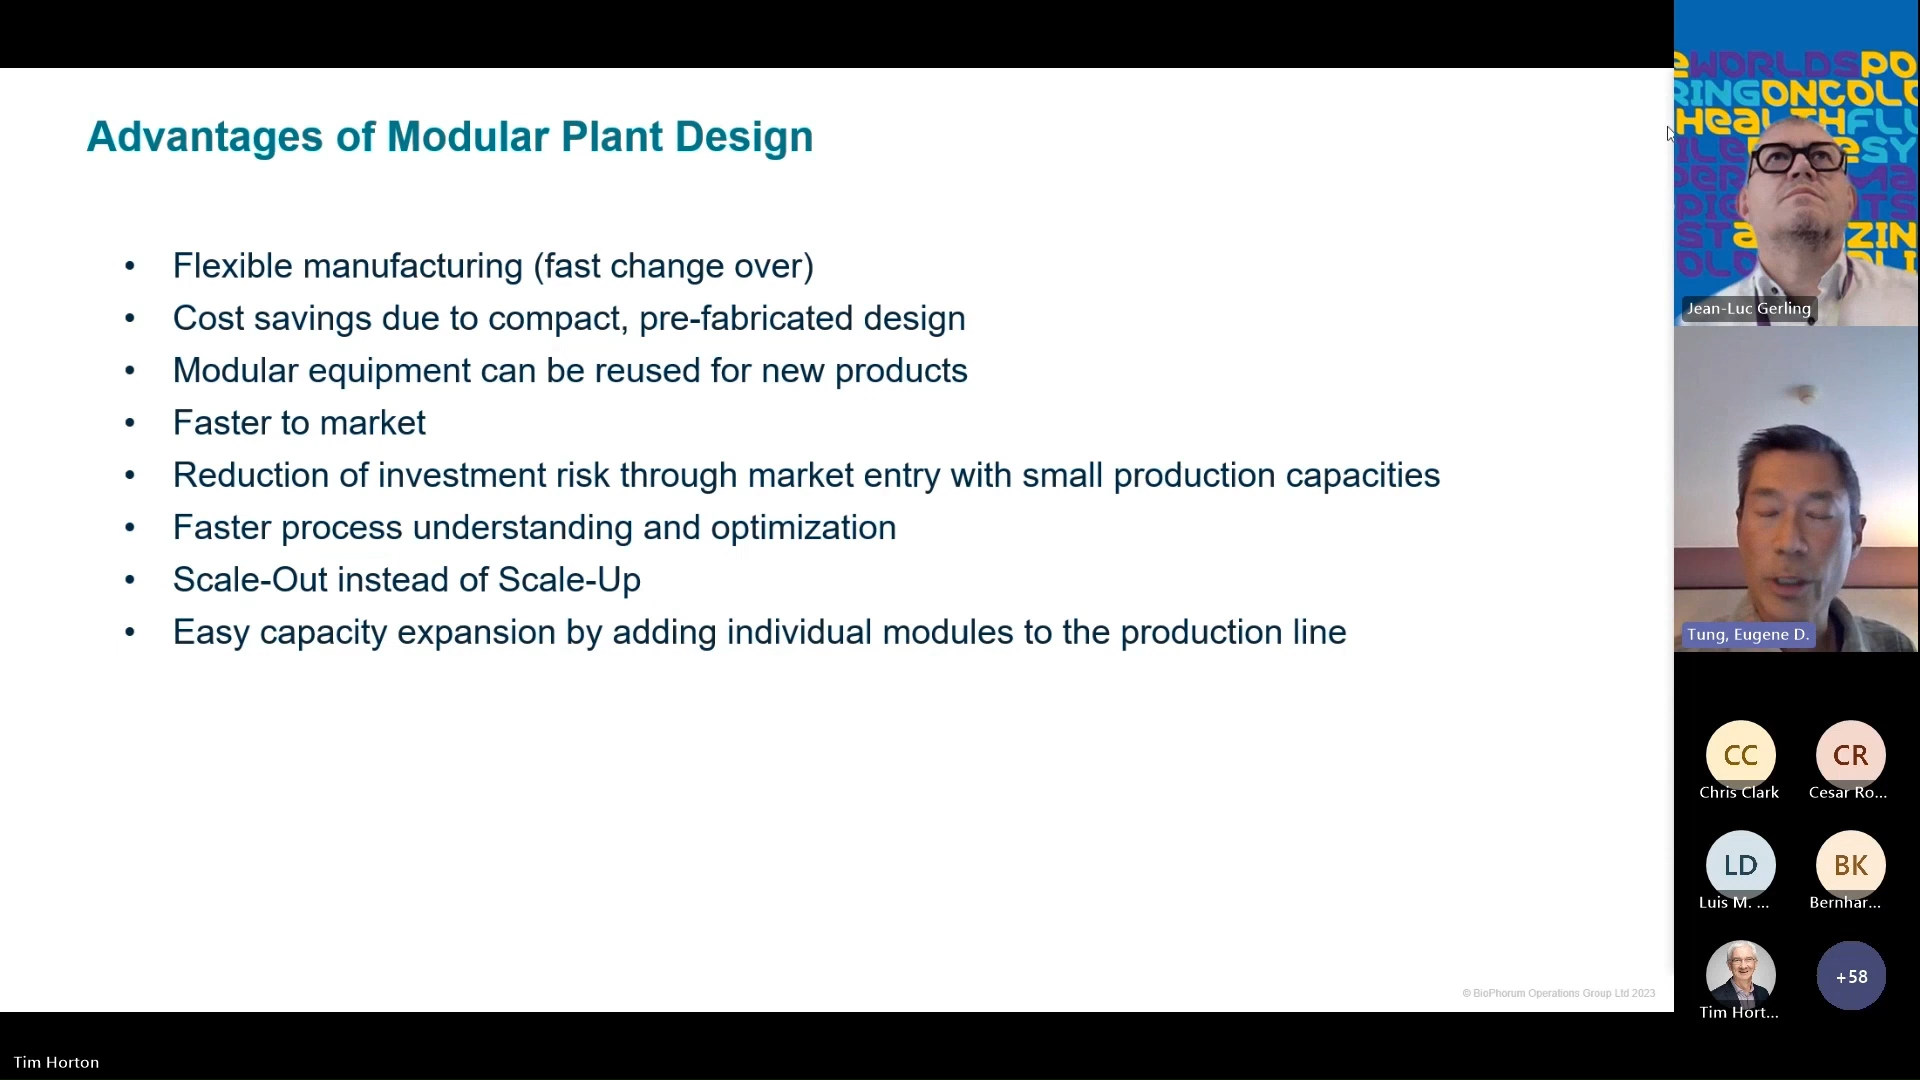 Advantages of Modular Plant Design
• Flexible manufacturing (fast change over)
• Cost savings due to compact, pre-fabricated design
• Modular equipment can be reused for new products
• Faster to market
• Reduction of investment risk through market entry with small production capacities
• Faster process understanding and optimization
• Scale-Out instead of Scale-Up
• Easy capacity expansion by adding individual modules to the production line
© BioPhorum Operations Group Ltd 2023
Tim Horton
WORLDSPO
RINGONCOLO
HealTHFLU
Jean-Luc Gerling
Tung, Eugene D.
CC
Chris Clark
CR
Cesar Ro...
LD
Luis M. ...
BK
Bernhar...
Tim Hort...
+58